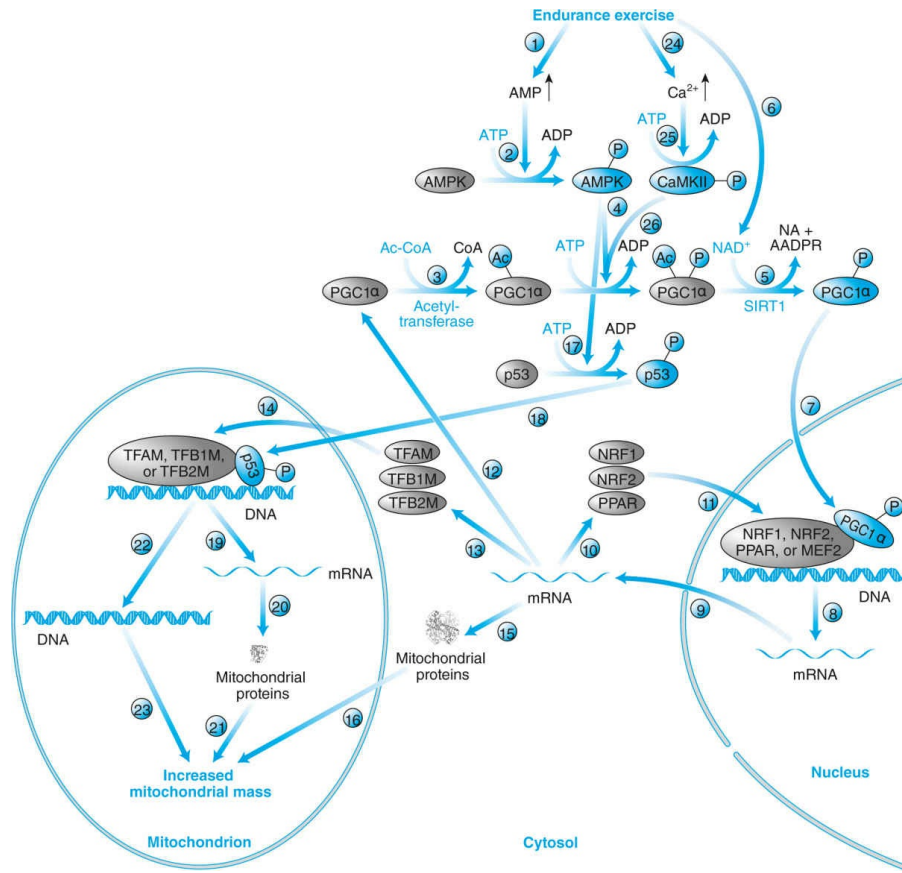 Endurance exercise
1
24
AMP
Ca2+
6
ATP
ADP
ATP
ADP
2
25
P
AMPK
AMPK
CaMKII
P
4
26
Ac-CoA
CoA
Ac
ATP
ADP
Ac
P
NAD+
NA +
AADPR
P
3
5
PGC1α
PGC1α
PGC1α
PGC1α
Acetyl-
transferase
SIRT1
ATP
ADP
17
P
p53
p53
18
7
14
TFAM, TFB1M,
or TFB2M
p53
P
DNA
TFAM
TFB1M
TFB2M
12
NRF1
NRF2
PPAR
11
P
PGC1α
NRF1, NRF2,
PPAR, or MEF2
DNA
22
19
13
10
mRNA
mRNA
9
8
mRNA
20
DNA
15
Mitochondrial
proteins
Mitochondrial
proteins
23
21
16
Increased
mitochondrial mass
Nucleus
Mitochondrion
Cytosol